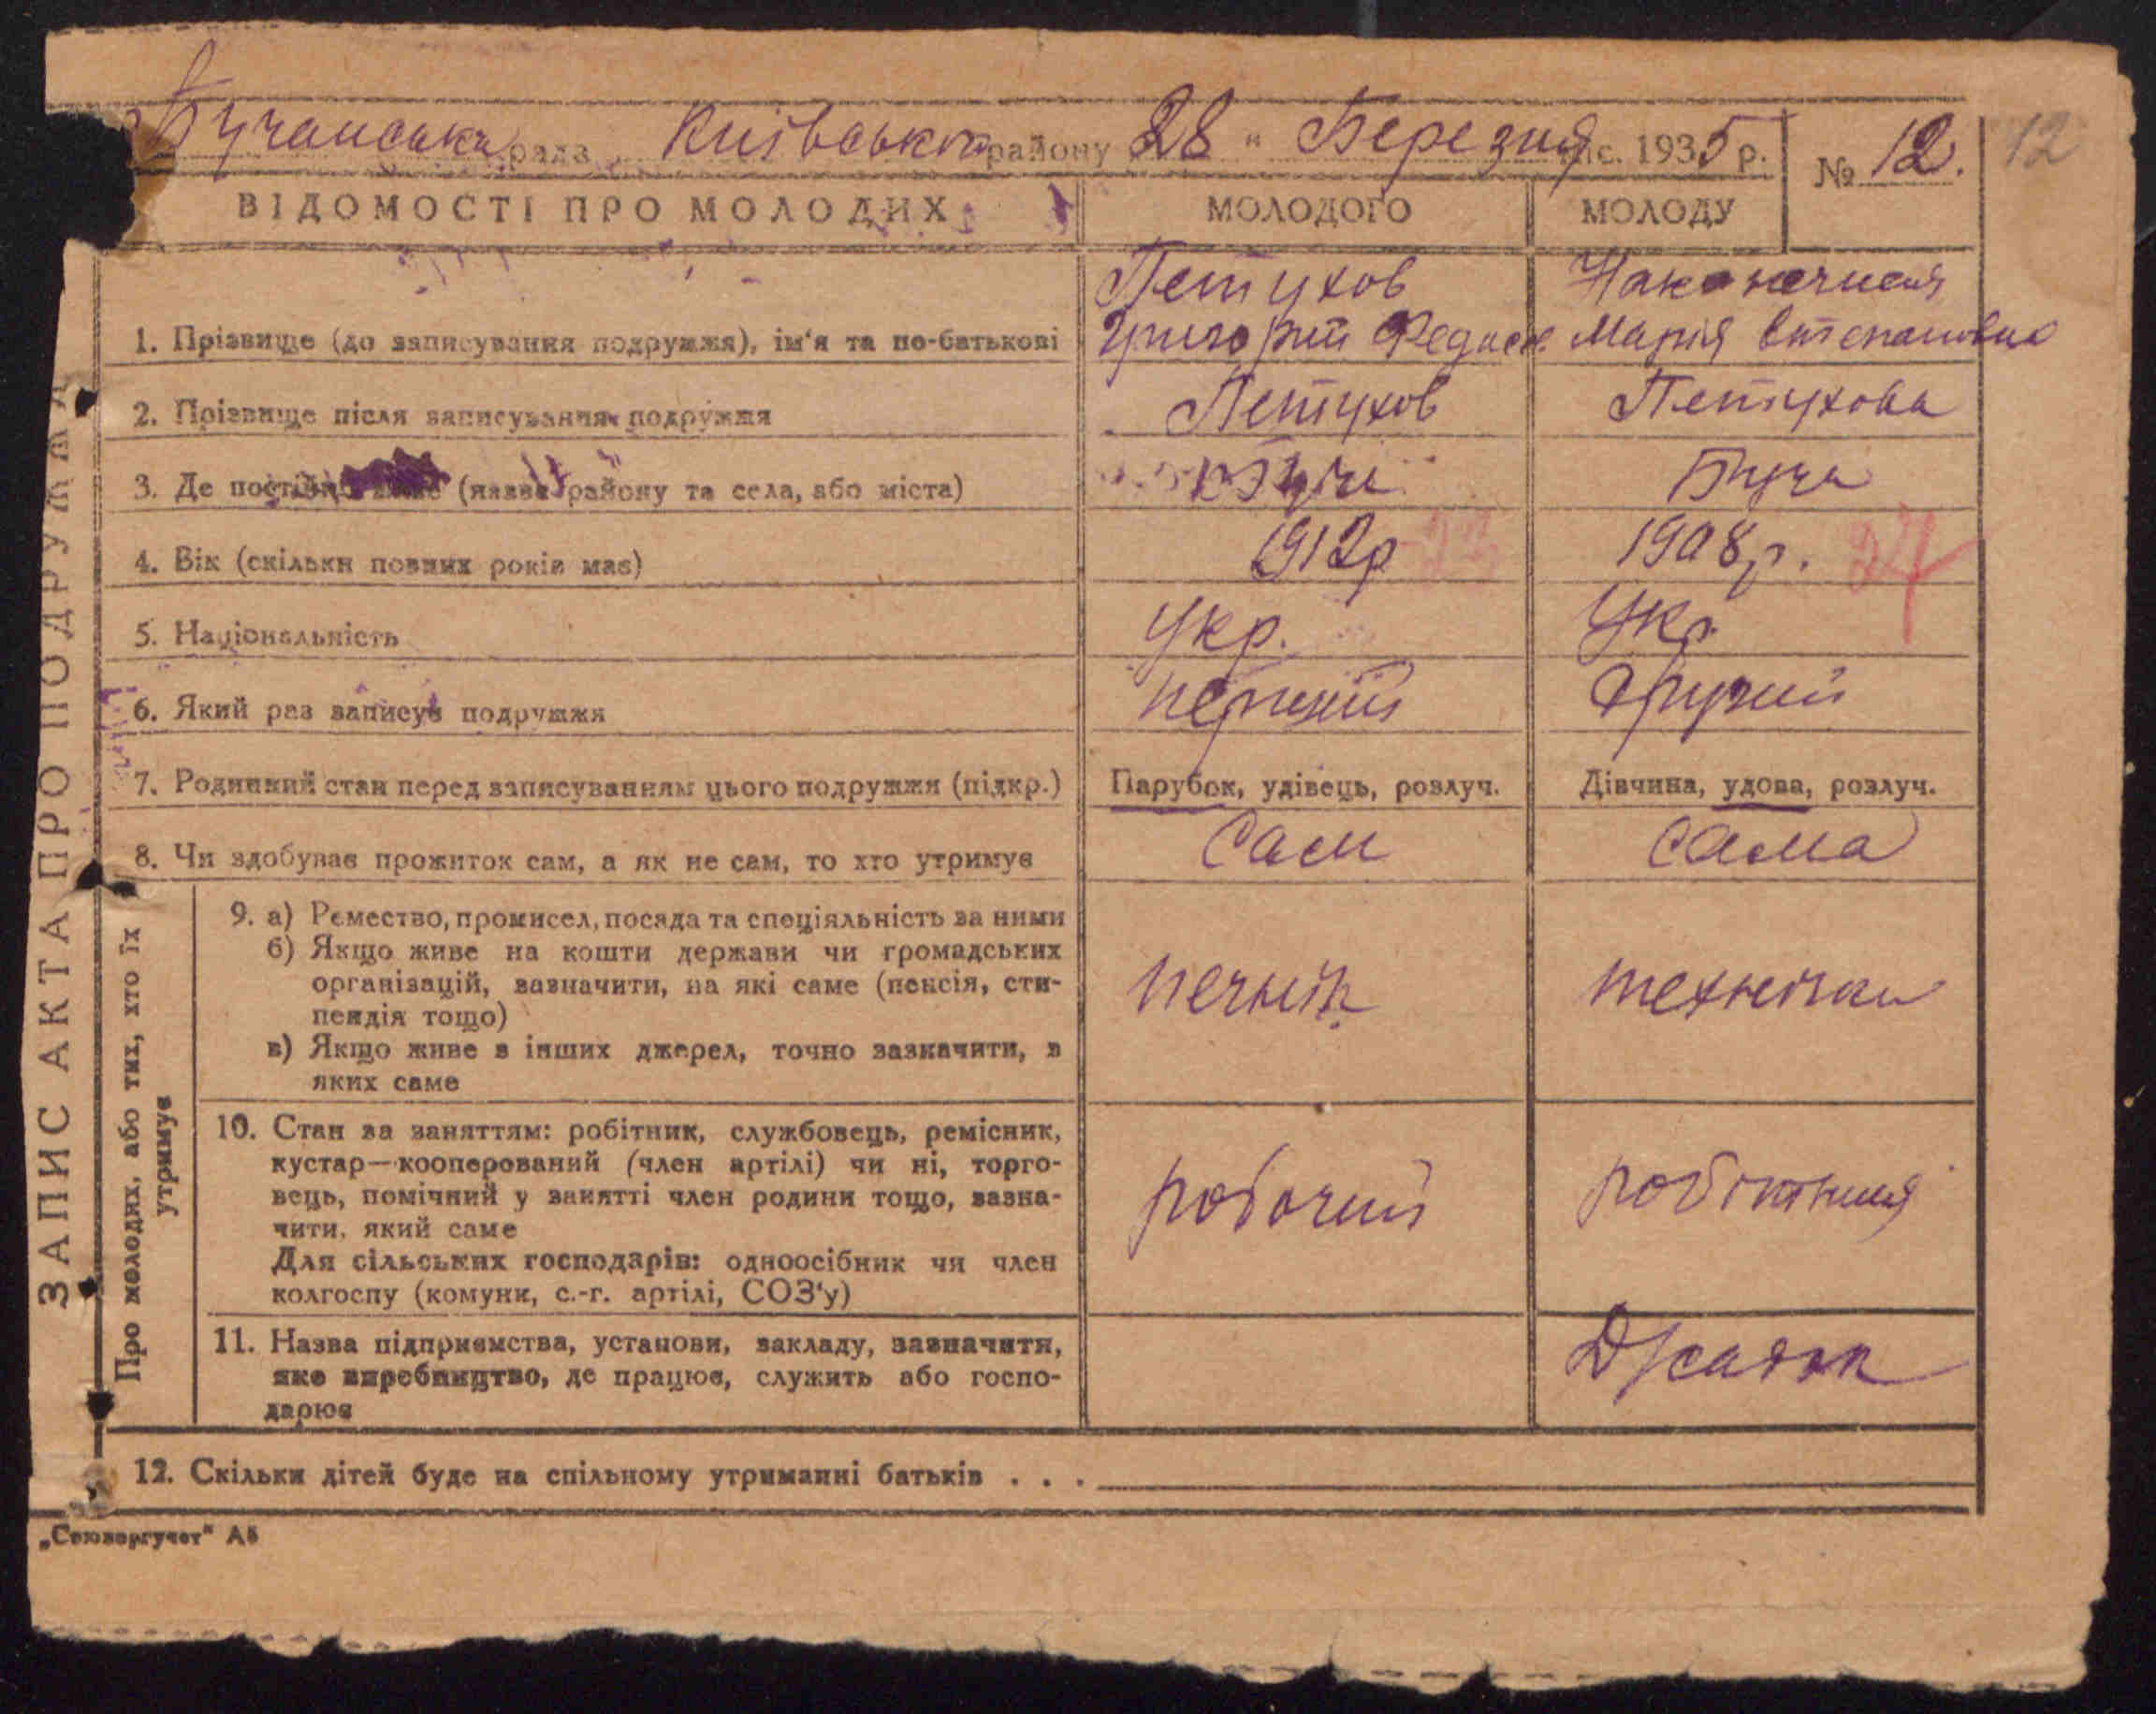 Бучанська рада Київського району 28 " Березня міс. 1935 р. № 12. 12
ВІДОМОСТІ ПРО МОЛОДИХ МОЛОДОГО МОЛОДУ
Петухов
Григорій
Марія Степановна
1. Прізвище (до записування подружжя), ім'я та по-батькові
2. Прізвище після записування подружжя Петухов Петухова
3. Де постійно живе (назва району та села, або міста) Буча Буча
4. Вік (скільки повних років має) 1912р 23 1908р. 27
5. Національність укр. Укр.
6. Який раз записує подружжя перший другий
7. Родинний стан перед записуванням цього подружжя (підкр.) Парубок, удівець, розлуч. Дівчина, удова, розлуч.
8. Чи здобуває прожиток сам, а як не сам, то хто утримує Сам сама
ЗАПИС АКТА ПРО ПОДРУЖЖЯ
Про молодих, або тих, хто їх
утримує
9. а) Ремество, промисел, посада та спеціяльність за ними
б) Якщо живе на кошти держави чи громадських
організацій, зазначити, на які саме (пенсія, сти-
пендія тощо)
в) Якщо живе з інших джерел, точно зазначити, з
яких саме
печнік технічка
10. Стан за заняттям: робітник, службовець, ремісник,
кустар—кооперований (член артілі) чи ні, торго-
вець, помічний у занятті член родини тощо, зазна-
чити, який саме
Для сільських господарів: одноосібник чи член
колгоспу (комуни, с.-г. артілі, СОЗ'у)
робочий робітниця
11. Назва підприємства, установи, закладу, зазначити,
яке виробництво, де працює, служить або госпо-
дарює
12. Скільки дітей буде на спільному утриманні батьків . . .
„Союзоргучет" А5